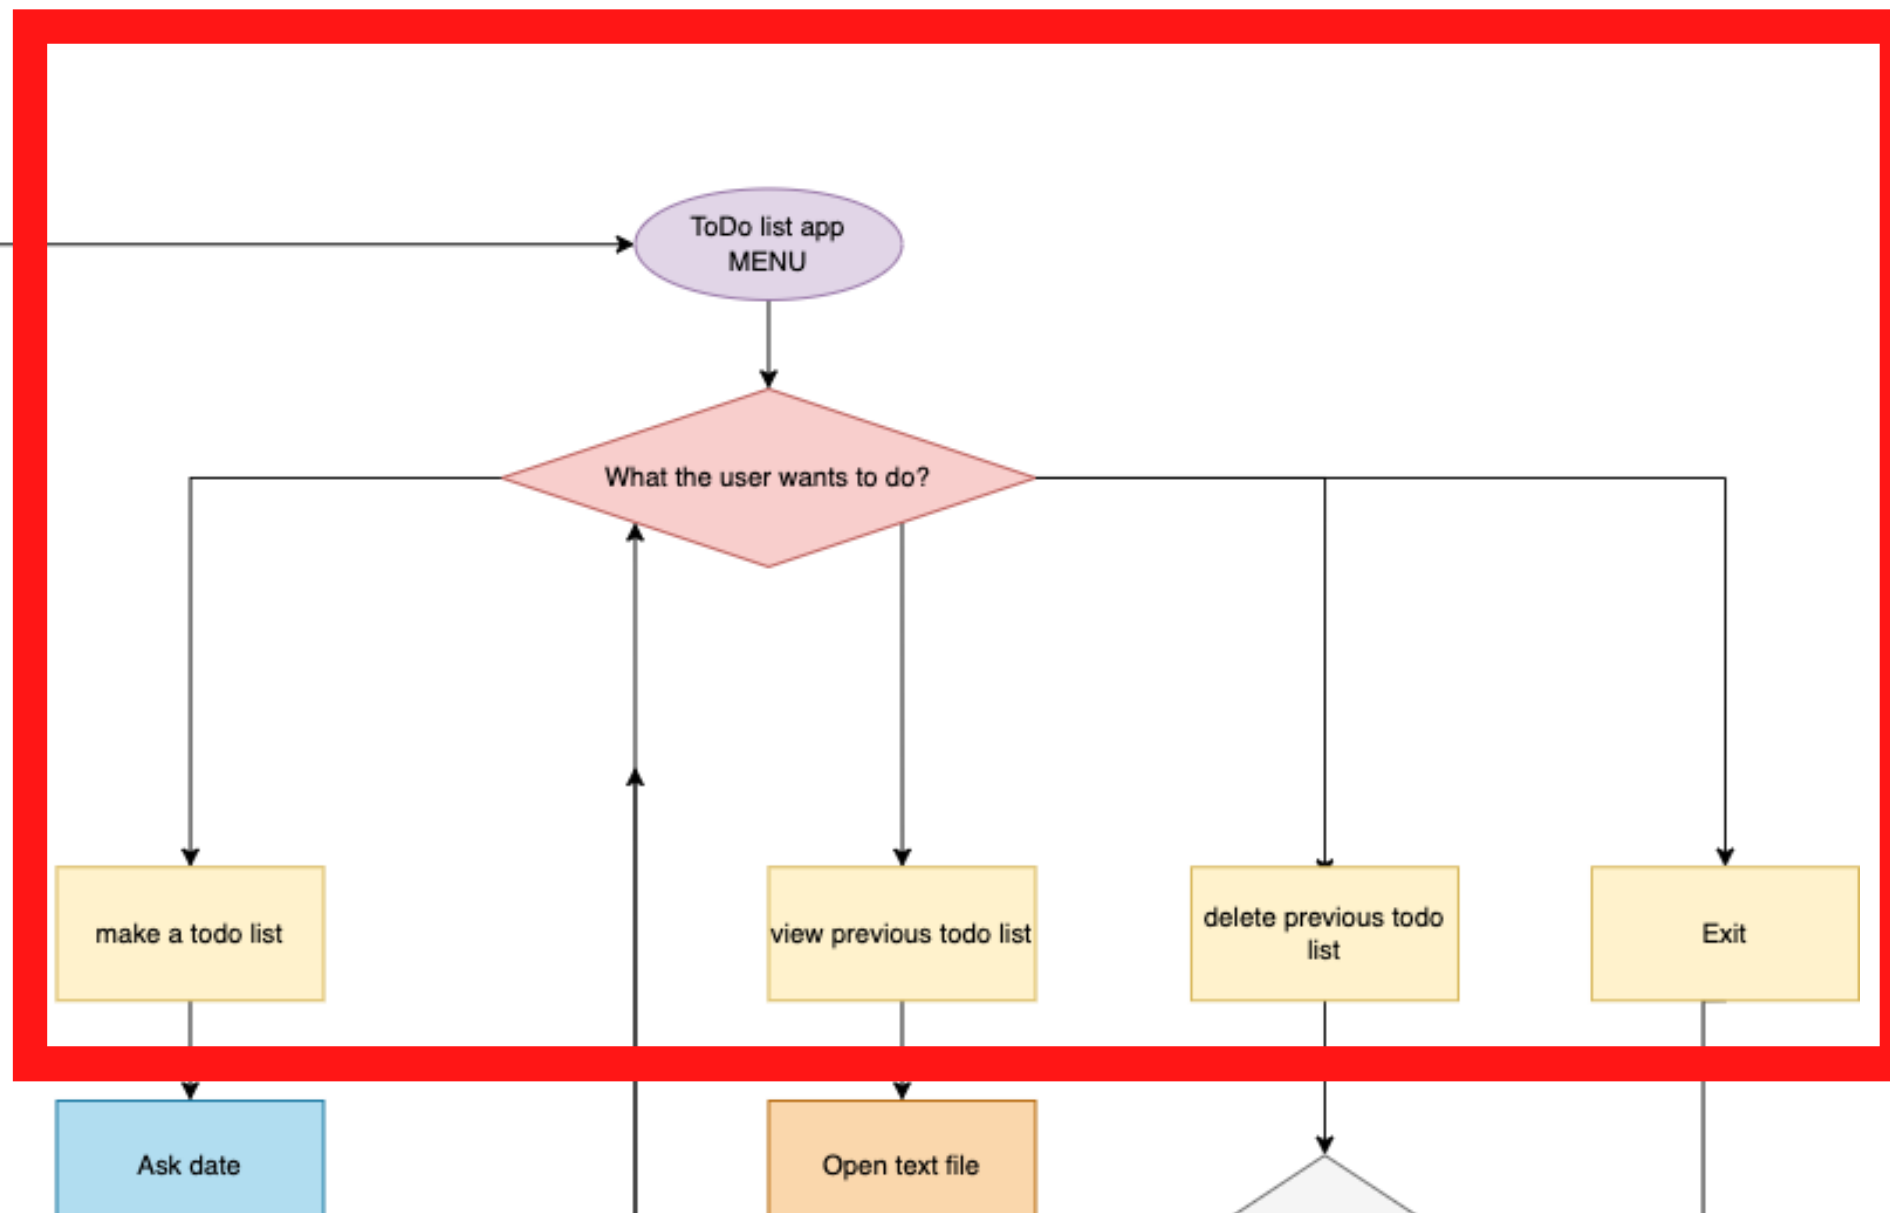 ToDo list app
MENU
What the user wants to do?
make a todo list
view previous todo list
delete previous todo
list
Exit
Ask date
Open text file